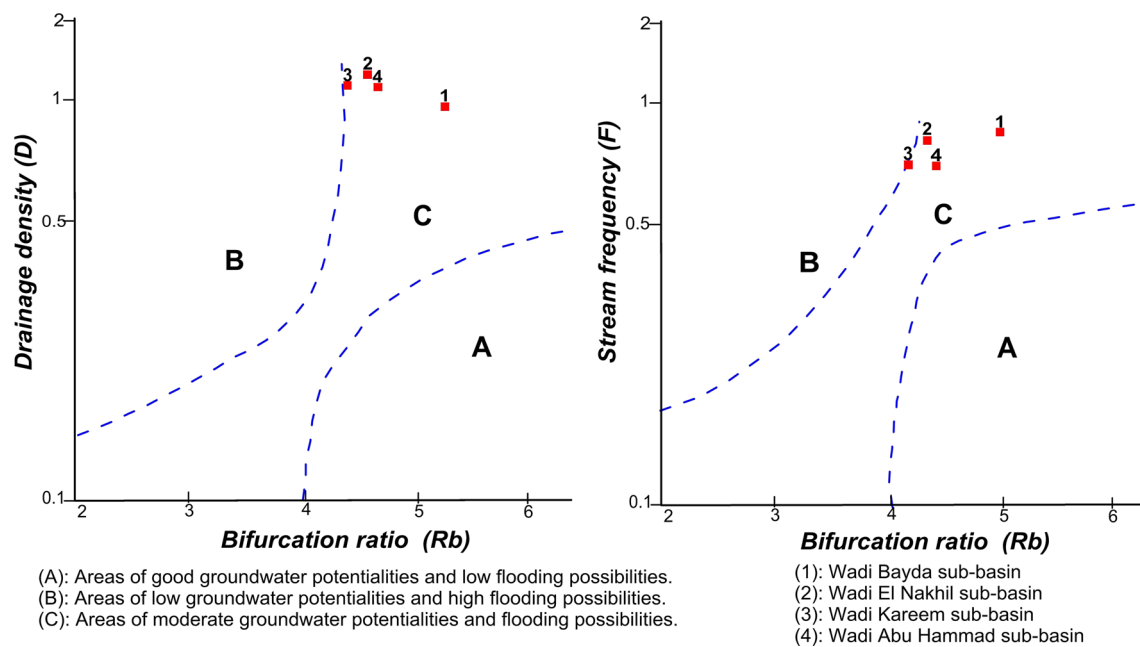 2
1
0.5
0.1
2
3
4
5
6
Drainage density (D)
Bifurcation ratio (Rb)
3
2
4
1
B
C
A
2
1
0.5
0.1
2
3
4
5
6
Stream frequency (F)
Bifurcation ratio (Rb)
3
2
4
1
B
C
A
(A): Areas of good groundwater potentialities and low flooding possibilities.
(B): Areas of low groundwater potentialities and high flooding possibilities.
(C): Areas of moderate groundwater potentialities and flooding possibilities.
(1): Wadi Bayda sub-basin
(2): Wadi El Nakhil sub-basin
(3): Wadi Kareem sub-basin
(4): Wadi Abu Hammad sub-basin